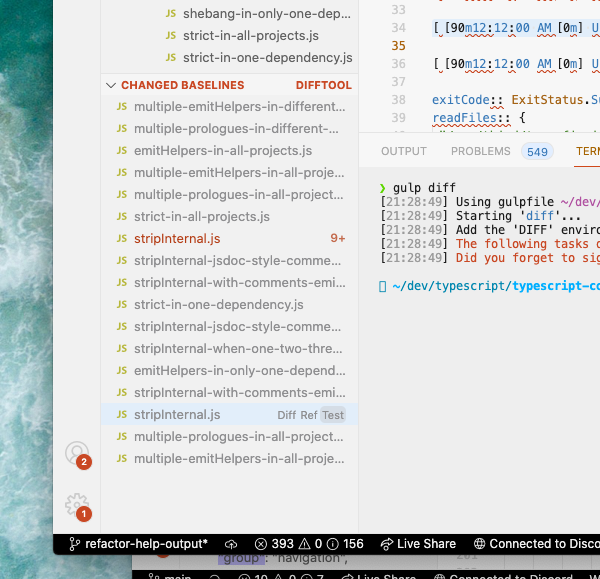 JS shebang-in-only-one-dep...
JS strict-in-all-projects.js
JS strict-in-one-dependency.js
CHANGED BASELINES DIFFTOOL
JS multiple-emitHelpers-in-different...
JS multiple-prologues-in-different-...
JS emitHelpers-in-all-projects.js
JS multiple-emitHelpers-in-all-proje...
JS multiple-prologues-in-all-project...
JS strict-in-all-projects.js
JS stripInternal.js 9+
JS stripInternal-jsdoc-style-comme...
JS stripInternal-with-comments-emi...
JS strict-in-one-dependency.js
JS stripInternal-jsdoc-style-comme...
JS stripInternal-when-one-two-thre...
JS emitHelpers-in-only-one-depend...
JS stripInternal-with-comments-emi...
JS stripInternal.js Diff Ref Test
JS multiple-prologues-in-all-project...
JS multiple-emitHelpers-in-all-proje...
2
1
33
34 [ [90m12:12:00 AM [0m] U
35
36 [ [90m12:12:00 AM [0m] U
37
38 exitCode:: ExitStatus.Su
39 readFiles:: {
OUTPUT PROBLEMS 549 TERM
❯ gulp diff
[21:28:49] Using gulpfile ~/dev/
[21:28:49] Starting 'diff'...
[21:28:49] Add the 'DIFF' enviro
[21:28:49] The following tasks d
[21:28:49] Did you forget to sig
~/dev/typescript/typescript-co
refactor-help-output* 393 0 156 Live Share Connected to Disco
group": "navigation",
main 10 0 7 Live Share Connected to Discord